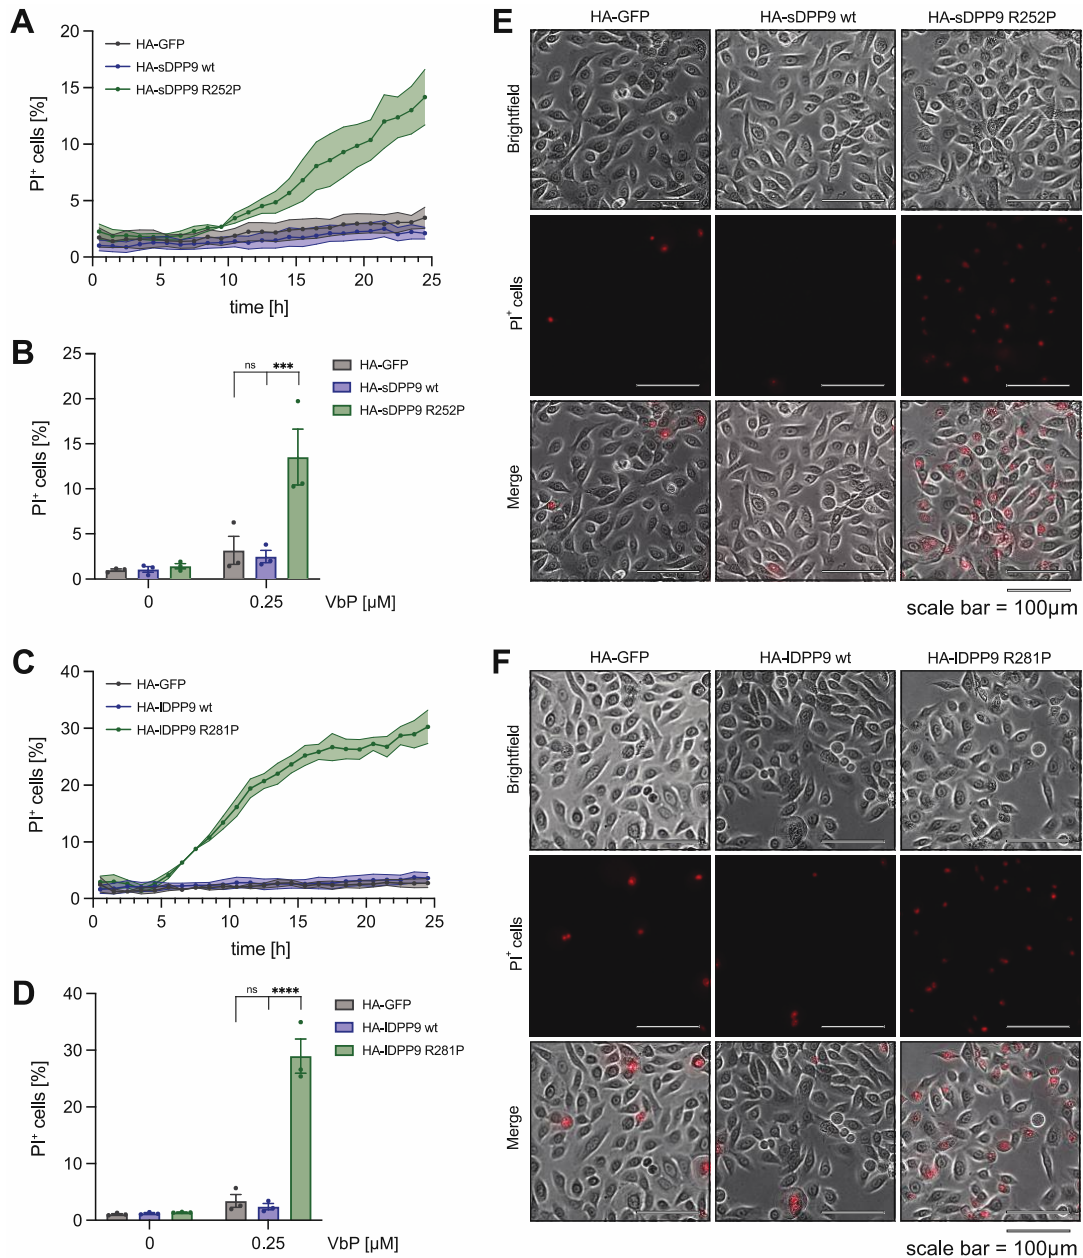 A
20
15
10
5
0
PI⁺ cells [%]
HA-GFP
HA-sDPP9 wt
HA-sDPP9 R252P
0 5 10 15 20 25
time [h]
B
25
20
15
10
5
0
PI⁺ cells [%]
ns ***
HA-GFP
HA-sDPP9 wt
HA-sDPP9 R252P
0 0.25 VbP [µM]
C
40
30
20
10
0
PI⁺ cells [%]
HA-GFP
HA-lDPP9 wt
HA-lDPP9 R281P
0 5 10 15 20 25
time [h]
D
40
30
20
10
0
PI⁺ cells [%]
ns ****
HA-GFP
HA-lDPP9 wt
HA-lDPP9 R281P
0 0.25 VbP [µM]
E
HA-GFP HA-sDPP9 wt HA-sDPP9 R252P
Brightfield
PI⁺ cells
Merge
scale bar = 100µm
F
HA-GFP HA-lDPP9 wt HA-lDPP9 R281P
Brightfield
PI⁺ cells
Merge
scale bar = 100µm